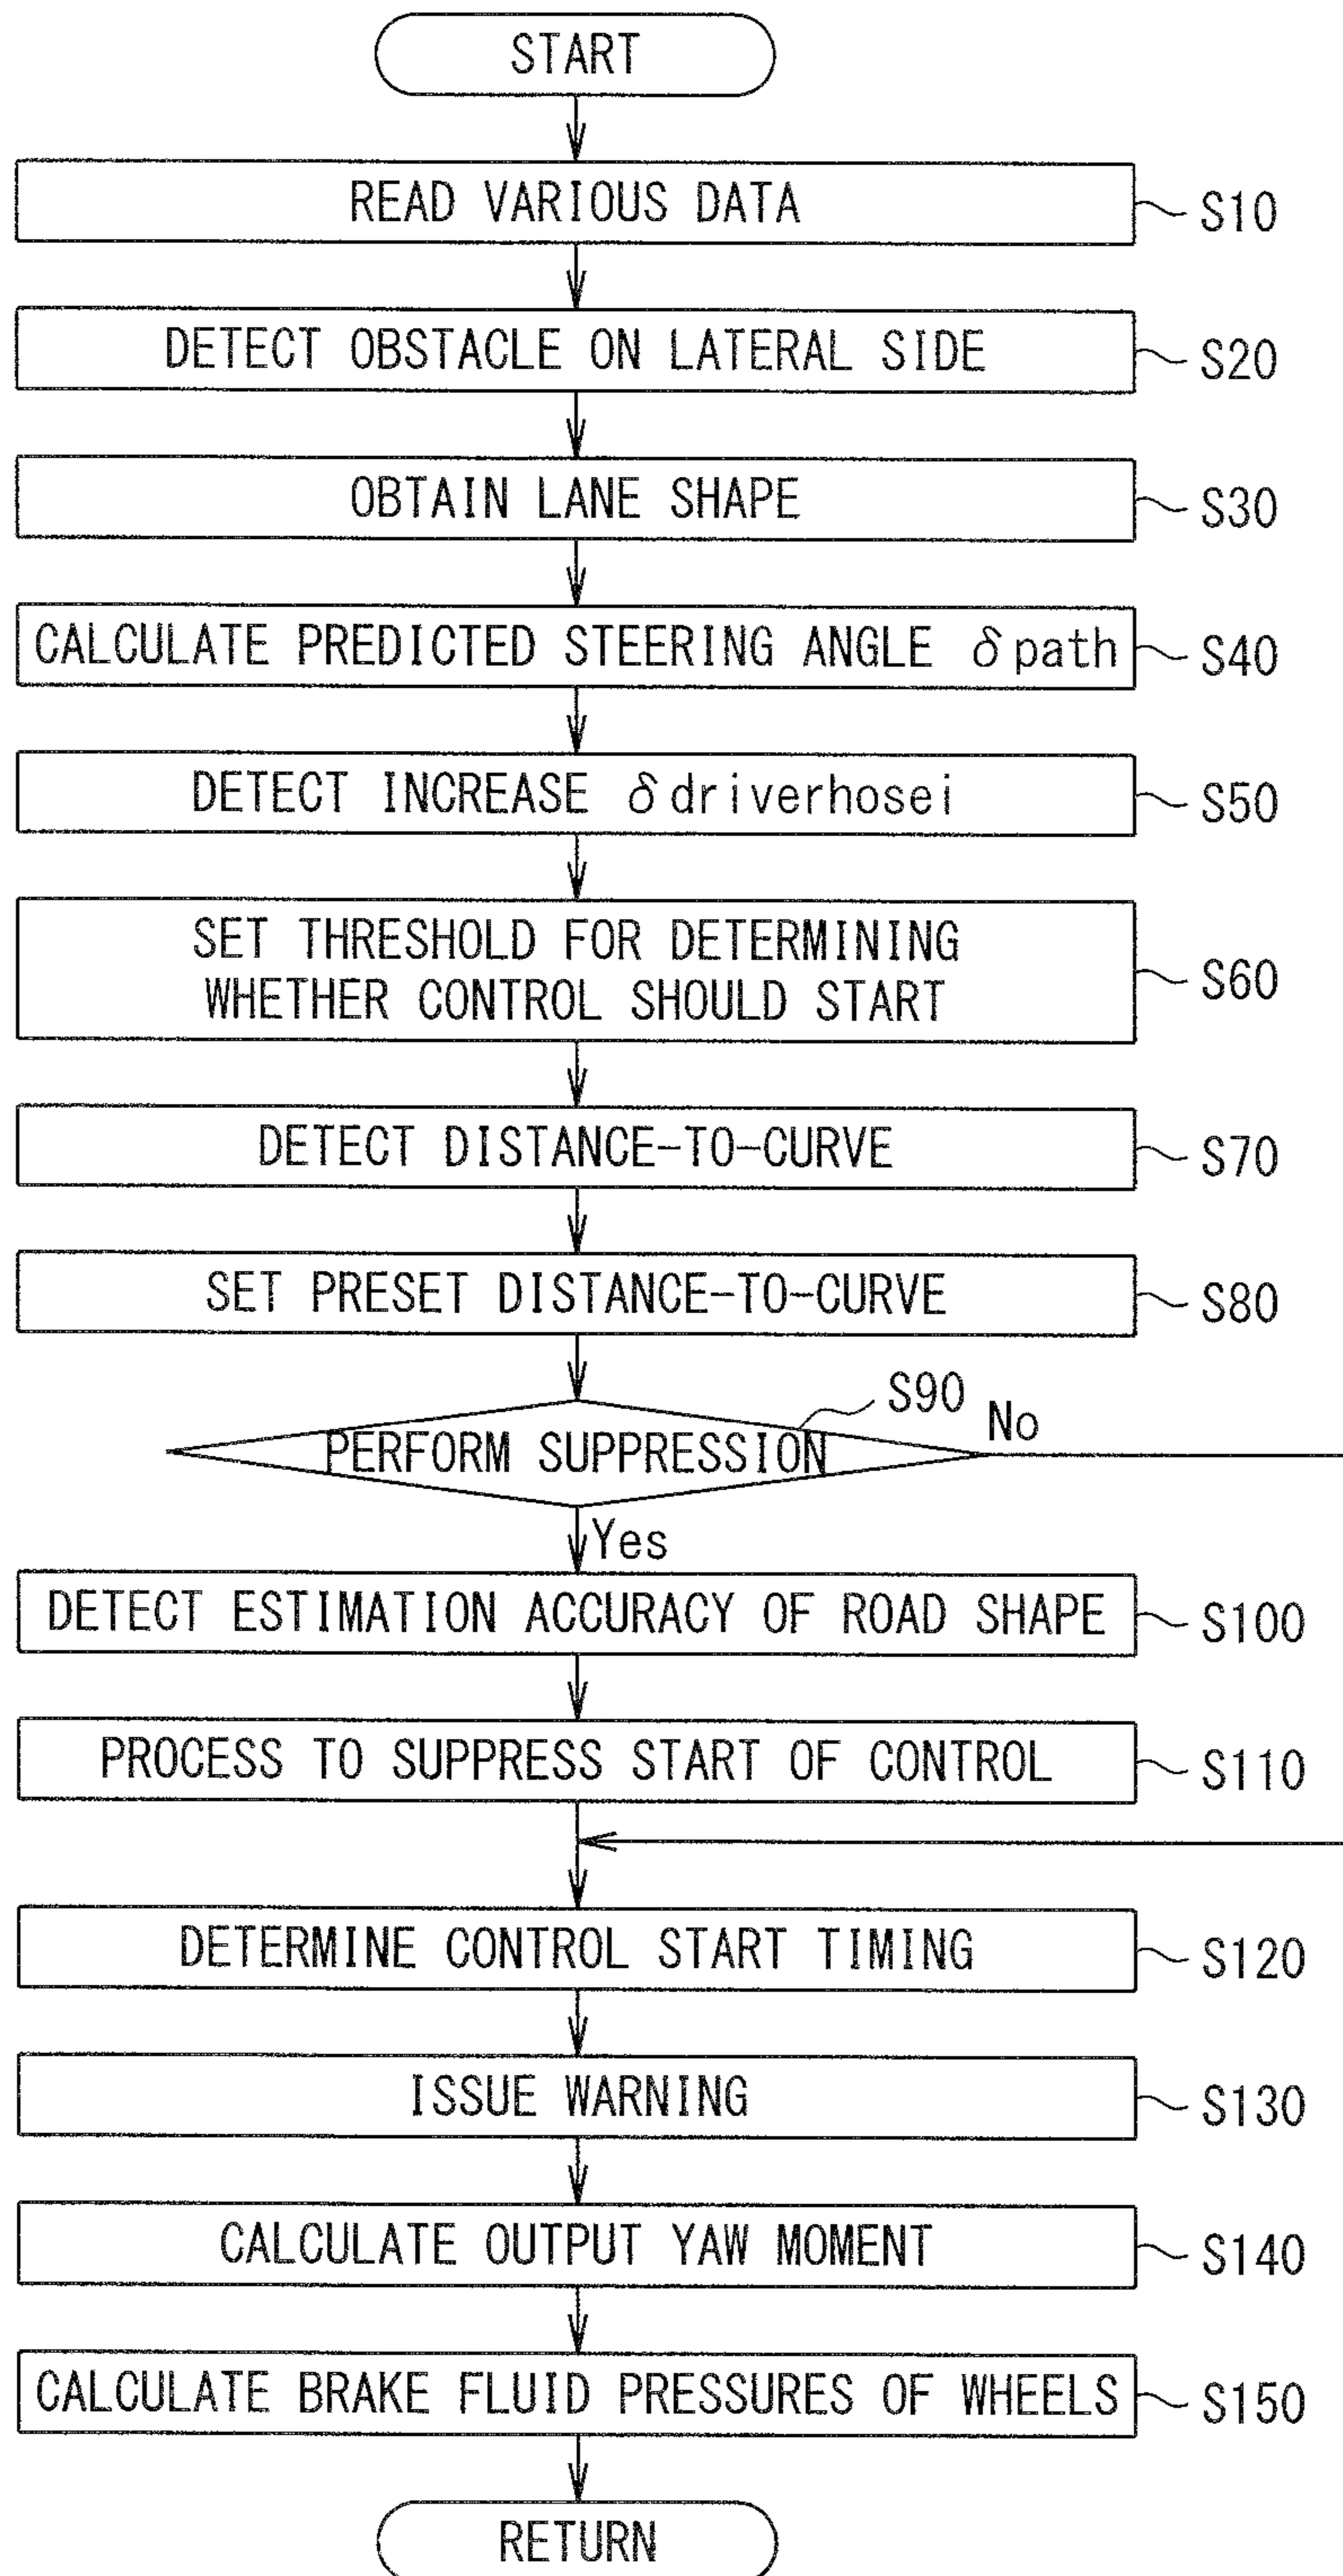 START
READ VARIOUS DATA
S10
DETECT OBSTACLE ON LATERAL SIDE
S20
OBTAIN LANE SHAPE
S30
CALCULATE PREDICTED STEERING ANGLE δpath
S40
DETECT INCREASE δdriverhosei
S50
SET THRESHOLD FOR DETERMINING
WHETHER CONTROL SHOULD START
S60
DETECT DISTANCE-TO-CURVE
S70
SET PRESET DISTANCE-TO-CURVE
S80
S90
PERFORM SUPPRESSION
No
Yes
DETECT ESTIMATION ACCURACY OF ROAD SHAPE
S100
PROCESS TO SUPPRESS START OF CONTROL
S110
DETERMINE CONTROL START TIMING
S120
ISSUE WARNING
S130
CALCULATE OUTPUT YAW MOMENT
S140
CALCULATE BRAKE FLUID PRESSURES OF WHEELS
S150
RETURN